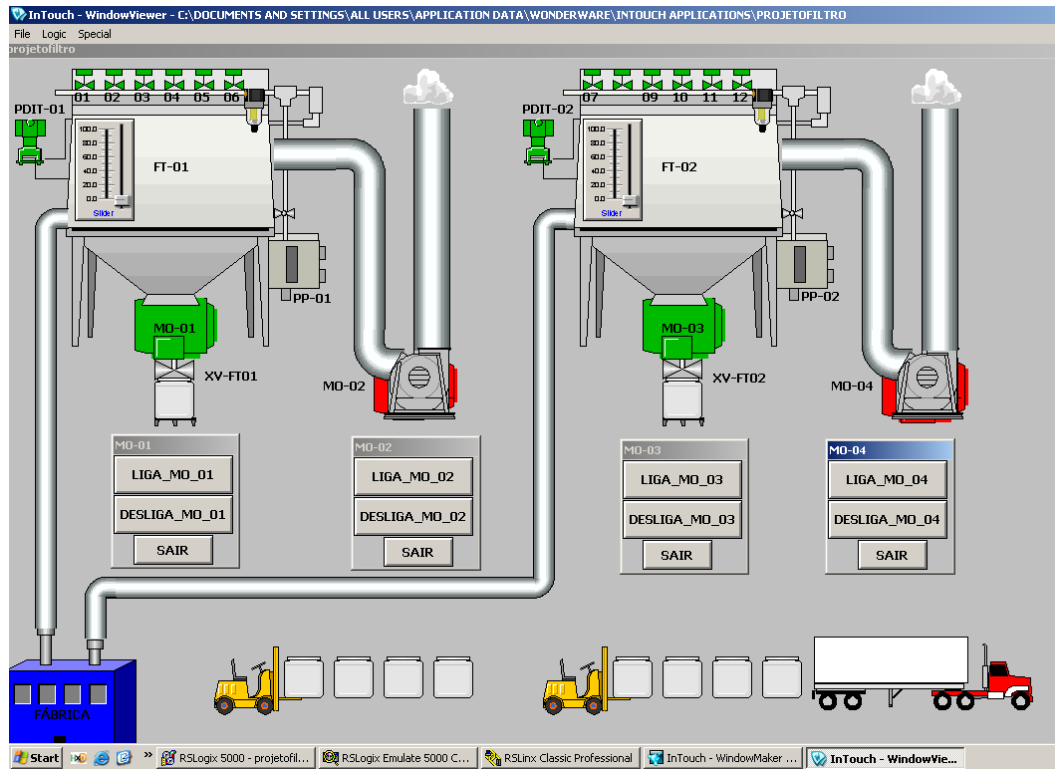 InTouch - WindowViewer - C:\DOCUMENTS AND SETTINGS\ALL USERS\APPLICATION DATA\WONDERWARE\INTOUCH APPLICATIONS\PROJETOFILTRO
File Logic Special
projetofiltro
01 02 03 04 05 06
PDIT-01
100.0
80.0
60.0
40.0
20.0
0.0
Slider
FT-01
PP-01
MO-01
XV-FT01
MO-02
07 09 10 11 12
PDIT-02
100.0
80.0
60.0
40.0
20.0
0.0
Slider
FT-02
PP-02
MO-03
XV-FT02
MO-04
MO-01
LIGA_MO_01
DESLIGA_MO_01
SAIR
MO-02
LIGA_MO_02
DESLIGA_MO_02
SAIR
MO-03
LIGA_MO_03
DESLIGA_MO_03
SAIR
MO-04
LIGA_MO_04
DESLIGA_MO_04
SAIR
FÁBRICA
Start » RSLogix 5000 - projetofil... RSLogix Emulate 5000 C... RSLinx Classic Professional InTouch - WindowMaker ... InTouch - WindowVie...